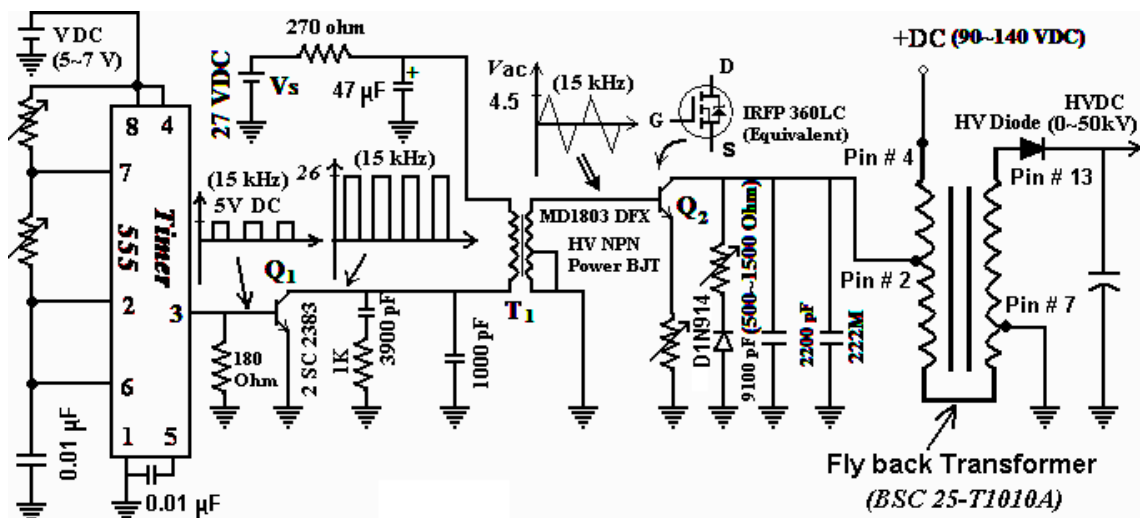 V DC
(5~7 V)
8
4
7
2
3
6
1
5
555
Timer
0.01 µF
0.01 µF
27 VDC
Vs
270 ohm
47 µF
+
(15 kHz)
5V DC
26
(15 kHz)
Q1
180
Ohm
2 SC 2383
1K
3900 pF
1000 pF
T1
Vac
4.5
(15 kHz)
D
G
S
IRFP 360LC
(Equivalent)
MD1803 DFX
HV NPN
Power BJT
Q2
D1N914
(500~1500 Ohm)
9100 pF
2200 pF
222M
+DC (90~140 VDC)
Pin # 4
Pin # 2
HV Diode
HVDC
(0~50kV)
Pin # 13
Pin # 7
Fly back Transformer
(BSC 25-T1010A)